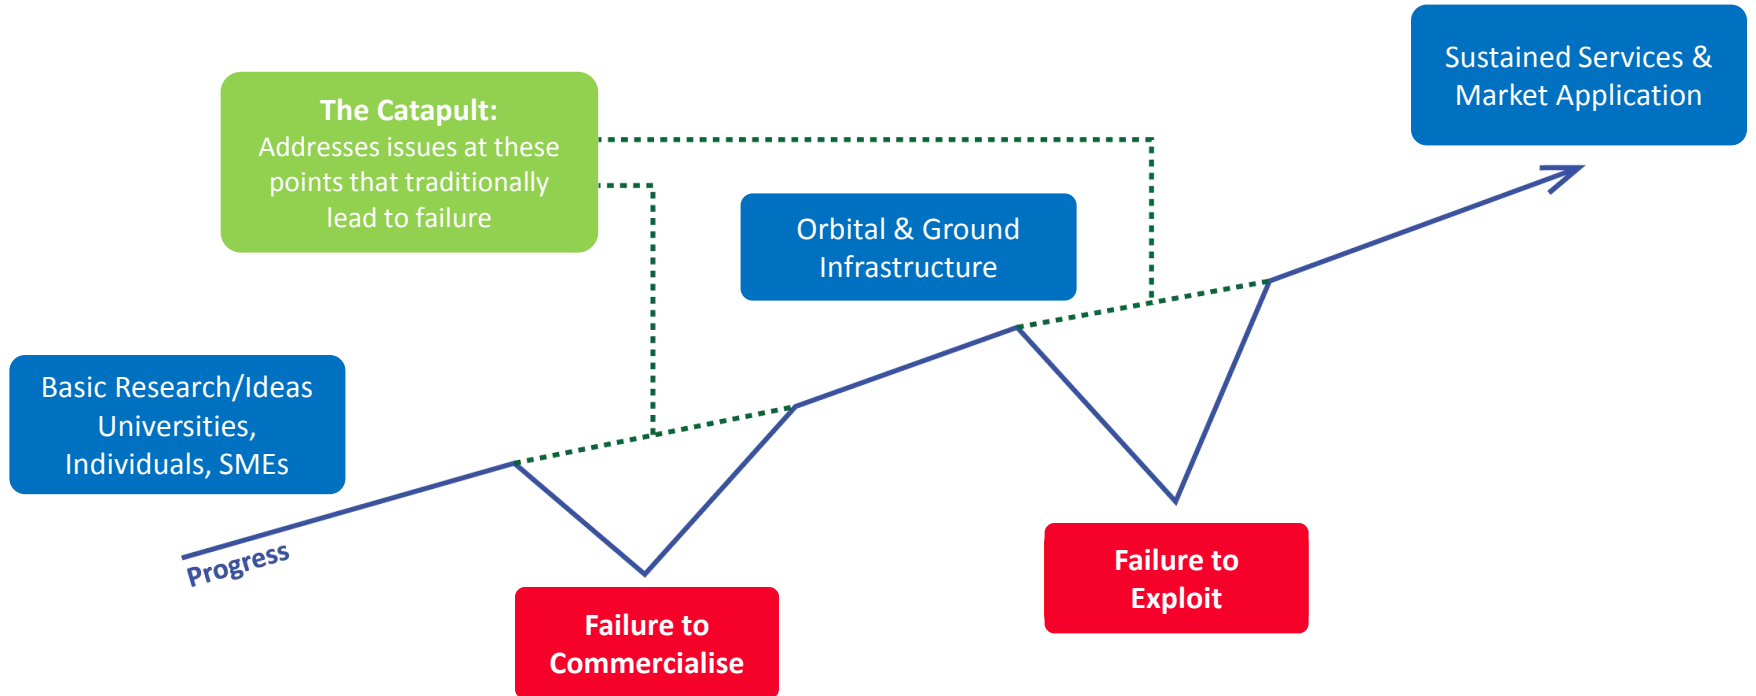 Sustained Services &
Market Application
The Catapult:
Addresses issues at these
points that traditionally
lead to failure
Orbital & Ground
Infrastructure
Basic Research/Ideas
Universities,
Individuals, SMEs
Progress
Failure to
Exploit
Failure to
Commercialise